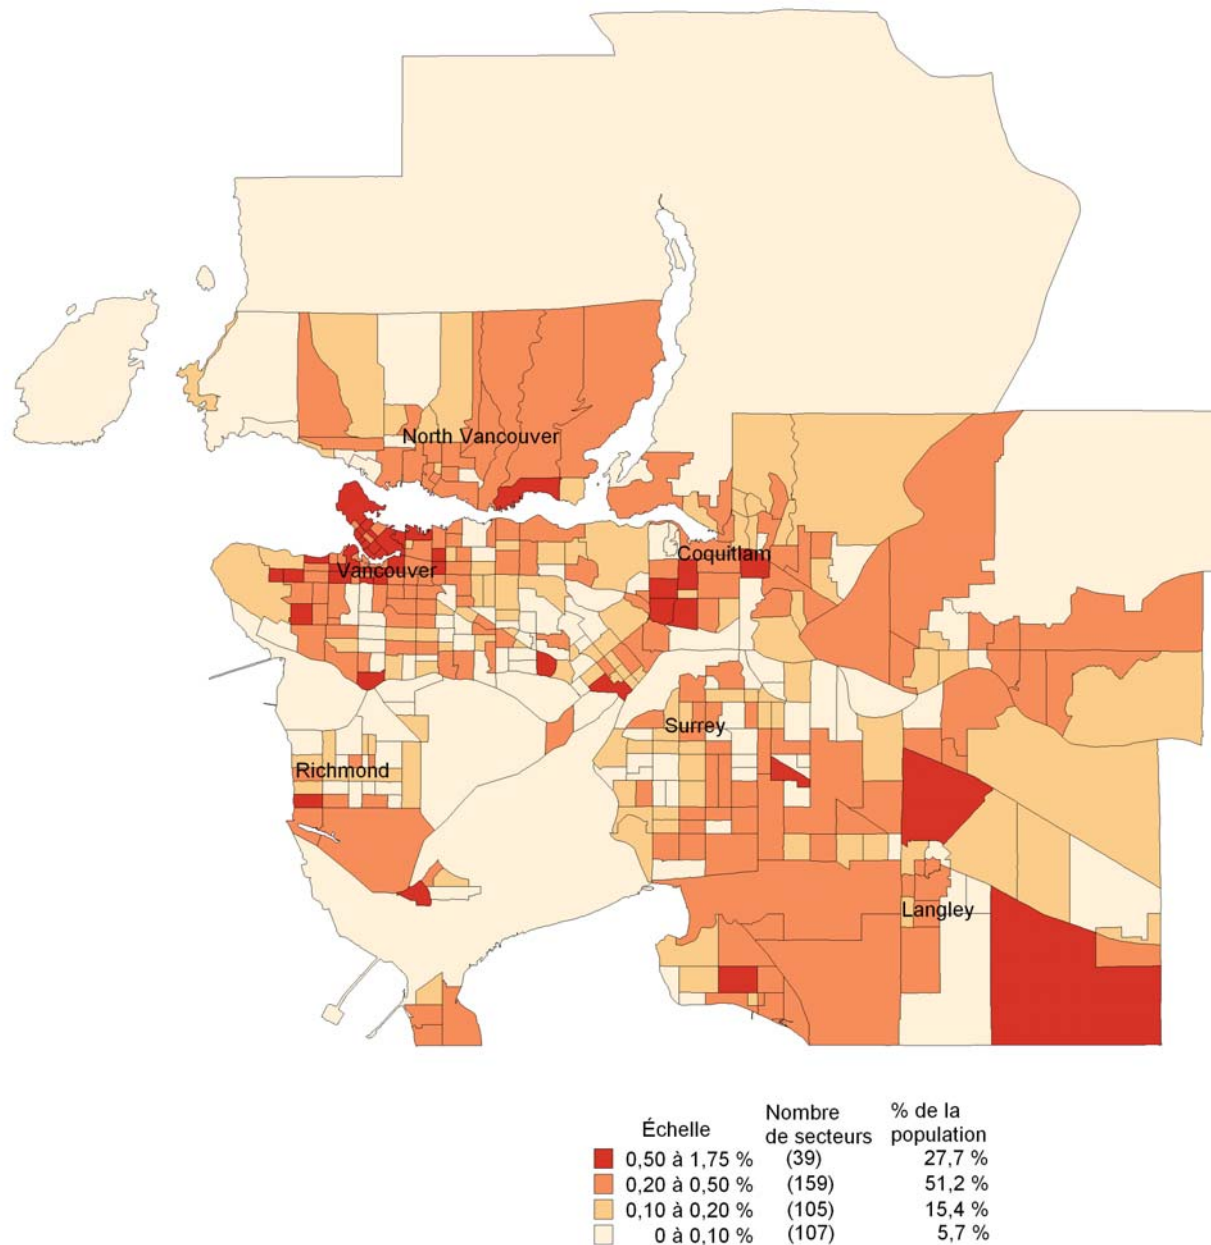 North Vancouver
Coquitlam
Vancouver
Surrey
Richmond
Langley
Échelle Nombre de secteurs % de la population
0,50 à 1,75 % (39) 27,7 %
0,20 à 0,50 % (159) 51,2 %
0,10 à 0,20 % (105) 15,4 %
0 à 0,10 % (107) 5,7 %